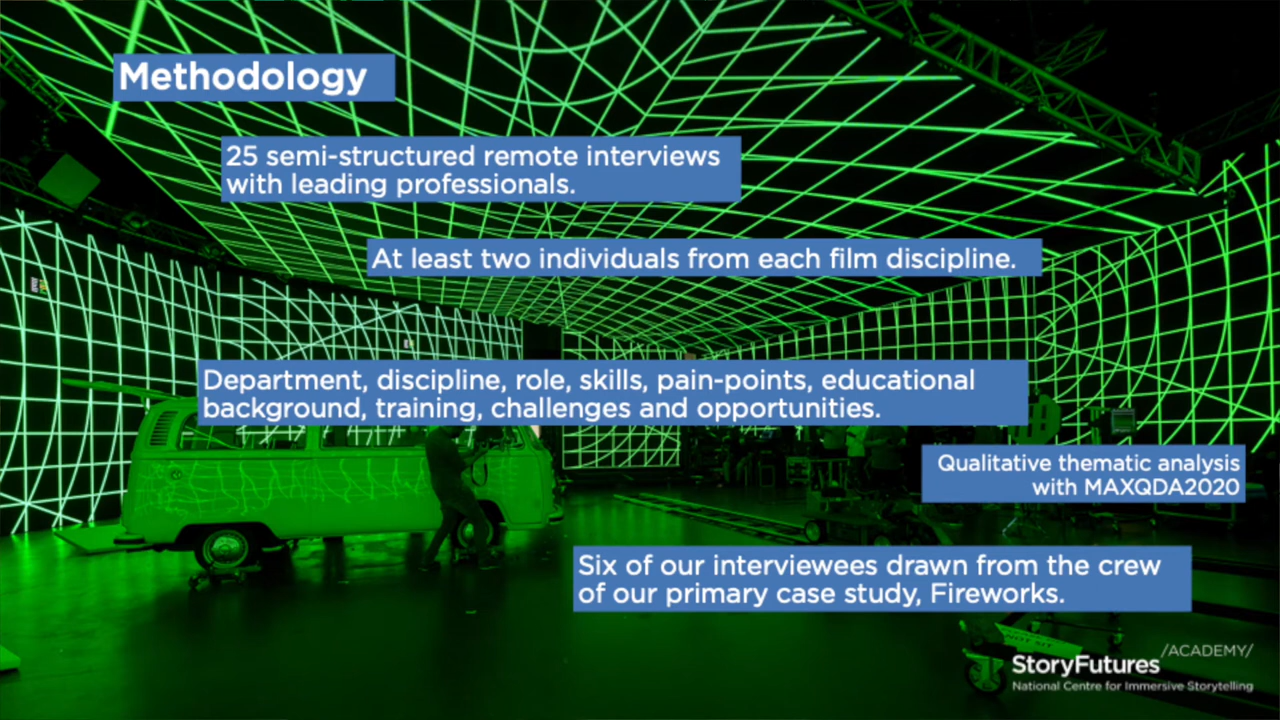 Methodology
25 semi-structured remote interviews
with leading professionals.
At least two individuals from each film discipline.
Department, discipline, role, skills, pain-points, educational
background, training, challenges and opportunities.
Qualitative thematic analysis
with MAXQDA2020
Six of our interviewees drawn from the crew
of our primary case study, Fireworks.
/ACADEMY/
StoryFutures
National Centre for Immersive Storytelling